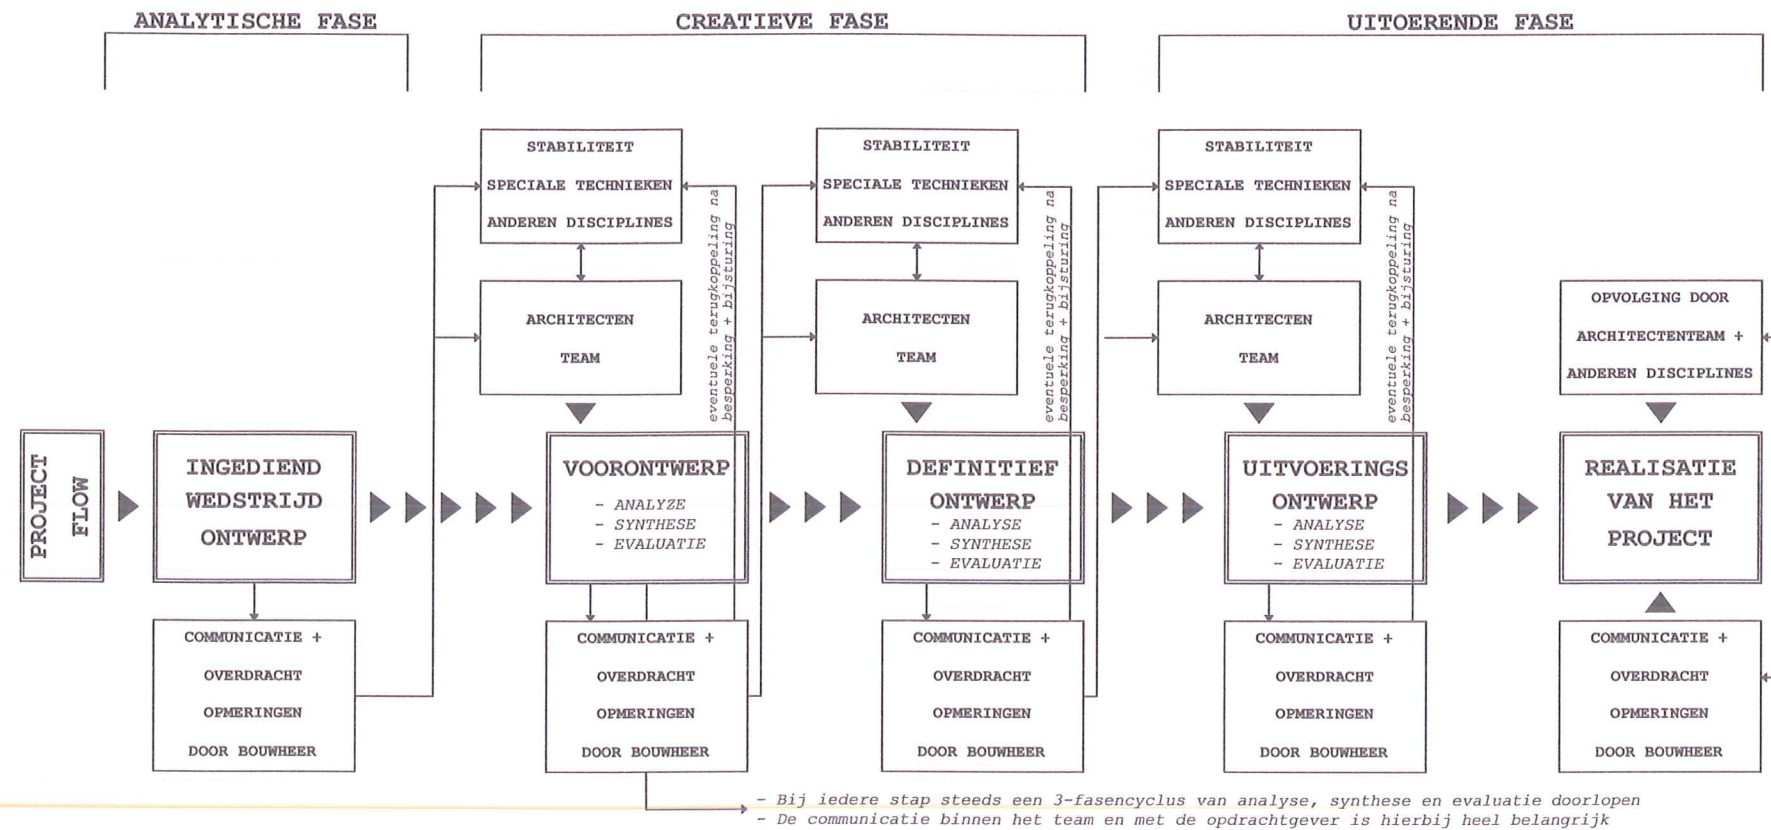 ANALYTISCHE FASE
CREATIEVE FASE
UITOERENDE FASE
STABILITEIT
SPECIALE TECHNIEKEN
ANDEREN DISCIPLINES
ARCHITECTEN
TEAM
eventuele terugkoppeling na
besperking + bijsturing
STABILITEIT
SPECIALE TECHNIEKEN
ANDEREN DISCIPLINES
ARCHITECTEN
TEAM
eventuele terugkoppeling na
besperking + bijsturing
STABILITEIT
SPECIALE TECHNIEKEN
ANDEREN DISCIPLINES
ARCHITECTEN
TEAM
eventuele terugkoppeling na
besperking + bijsturing
OPVOLGING DOOR
ARCHITECTENTEAM +
ANDEREN DISCIPLINES
PROJECT
FLOW
INGEDIEND
WEDSTRIJD
ONTWERP
VOORONTWERP
- ANALYZE
- SYNTHESE
- EVALUATIE
DEFINITIEF
ONTWERP
- ANALYSE
- SYNTHESE
- EVALUATIE
UITVOERINGS
ONTWERP
- ANALYSE
- SYNTHESE
- EVALUATIE
REALISATIE
VAN HET
PROJECT
COMMUNICATIE +
OVERDRACHT
OPMERINGEN
DOOR BOUWHEER
COMMUNICATIE +
OVERDRACHT
OPMERINGEN
DOOR BOUWHEER
COMMUNICATIE +
OVERDRACHT
OPMERINGEN
DOOR BOUWHEER
COMMUNICATIE +
OVERDRACHT
OPMERINGEN
DOOR BOUWHEER
COMMUNICATIE +
OVERDRACHT
OPMERINGEN
DOOR BOUWHEER
- Bij iedere stap steeds een 3-fasencyclus van analyse, synthese en evaluatie doorlopen
- De communicatie binnen het team en met de opdrachtgever is hierbij heel belangrijk